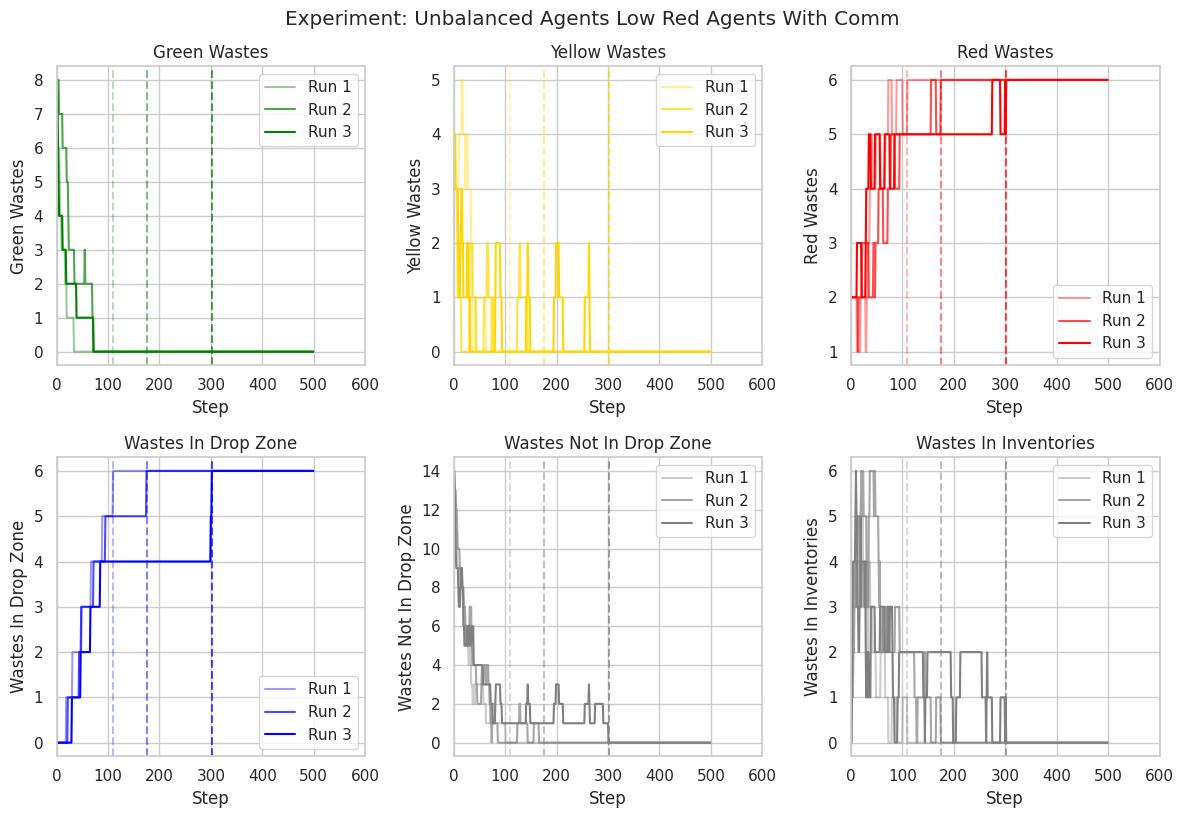 Experiment: Unbalanced Agents Low Red Agents With Comm
Green Wastes
Green Wastes
8
7
6
5
4
3
2
1
0
0 100 200 300 400 500 600
Step
Run 1
Run 2
Run 3
Yellow Wastes
Yellow Wastes
5
4
3
2
1
0
0 100 200 300 400 500 600
Step
Run 1
Run 2
Run 3
Red Wastes
Red Wastes
6
5
4
3
2
1
0 100 200 300 400 500 600
Step
Run 1
Run 2
Run 3
Wastes In Drop Zone
Wastes In Drop Zone
6
5
4
3
2
1
0
0 100 200 300 400 500 600
Step
Run 1
Run 2
Run 3
Wastes Not In Drop Zone
Wastes Not In Drop Zone
14
12
10
8
6
4
2
0
0 100 200 300 400 500 600
Step
Run 1
Run 2
Run 3
Wastes In Inventories
Wastes In Inventories
6
5
4
3
2
1
0
0 100 200 300 400 500 600
Step
Run 1
Run 2
Run 3